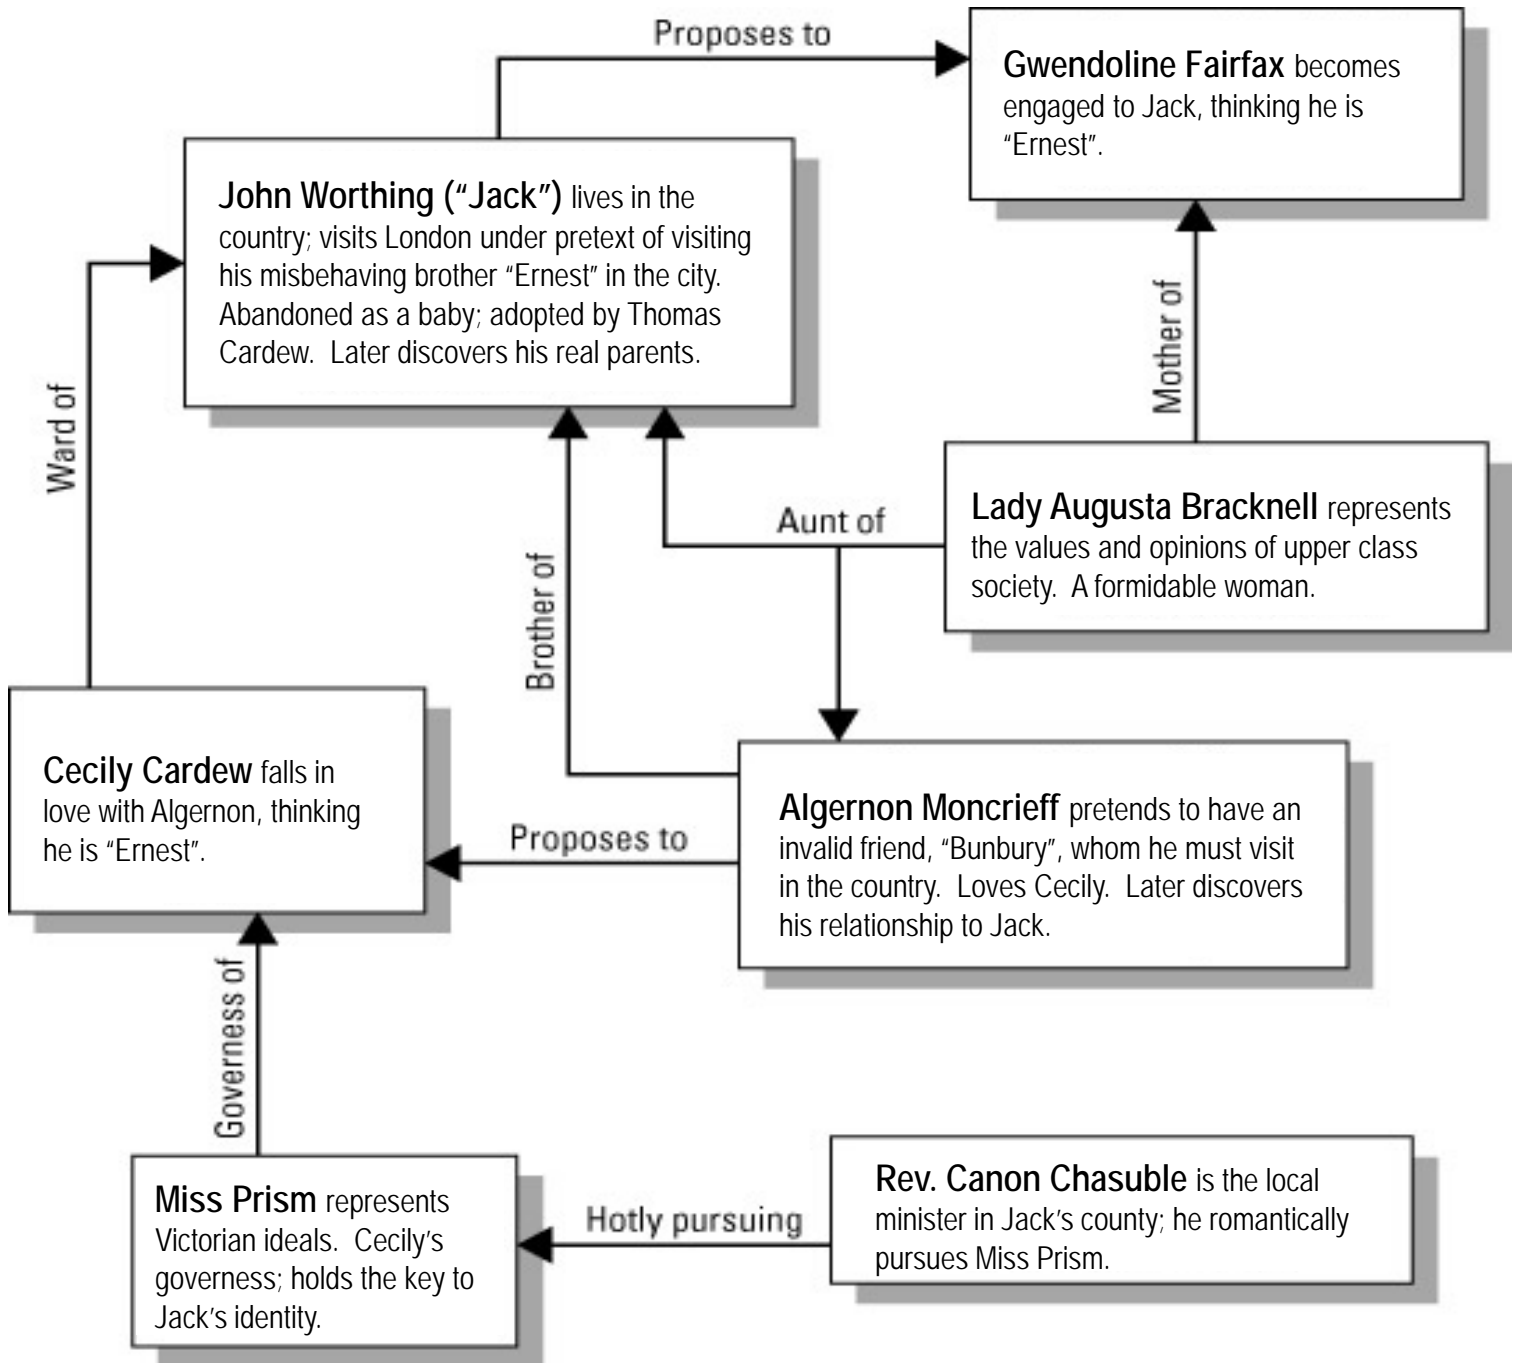 Proposes to
Gwendoline Fairfax becomes
engaged to Jack, thinking he is
“Ernest”.
John Worthing (“Jack”) lives in the
country; visits London under pretext of visiting
his misbehaving brother “Ernest” in the city.
Abandoned as a baby; adopted by Thomas
Cardew. Later discovers his real parents.
Ward of
Mother of
Lady Augusta Bracknell represents
the values and opinions of upper class
society. A formidable woman.
Aunt of
Brother of
Cecily Cardew falls in
love with Algernon, thinking
he is “Ernest”.
Proposes to
Algernon Moncrieff pretends to have an
invalid friend, “Bunbury”, whom he must visit
in the country. Loves Cecily. Later discovers
his relationship to Jack.
Governess of
Miss Prism represents
Victorian ideals. Cecily’s
governess; holds the key to
Jack’s identity.
Hotly pursuing
Rev. Canon Chasuble is the local
minister in Jack’s county; he romantically
pursues Miss Prism.